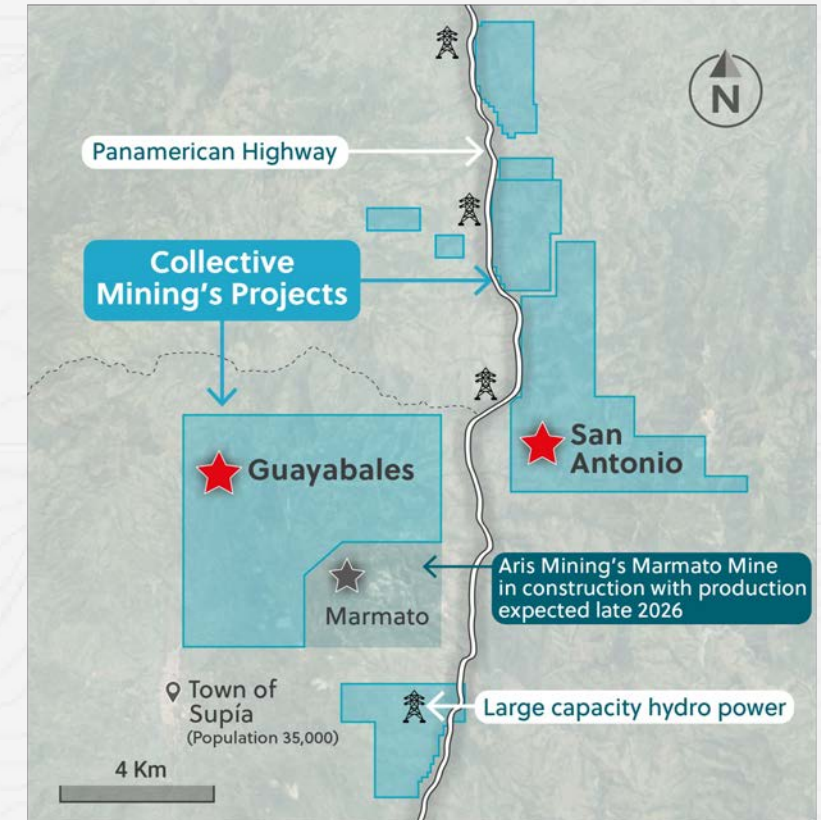 N
Panamerican Highway
Collective
Mining's Projects
San
Antonio
Guayabales
Aris Mining's Marmato Mine
in construction with production
expected late 2026
Marmato
Town of
Supía
(Population 35,000)
Large capacity hydro power
4 Km